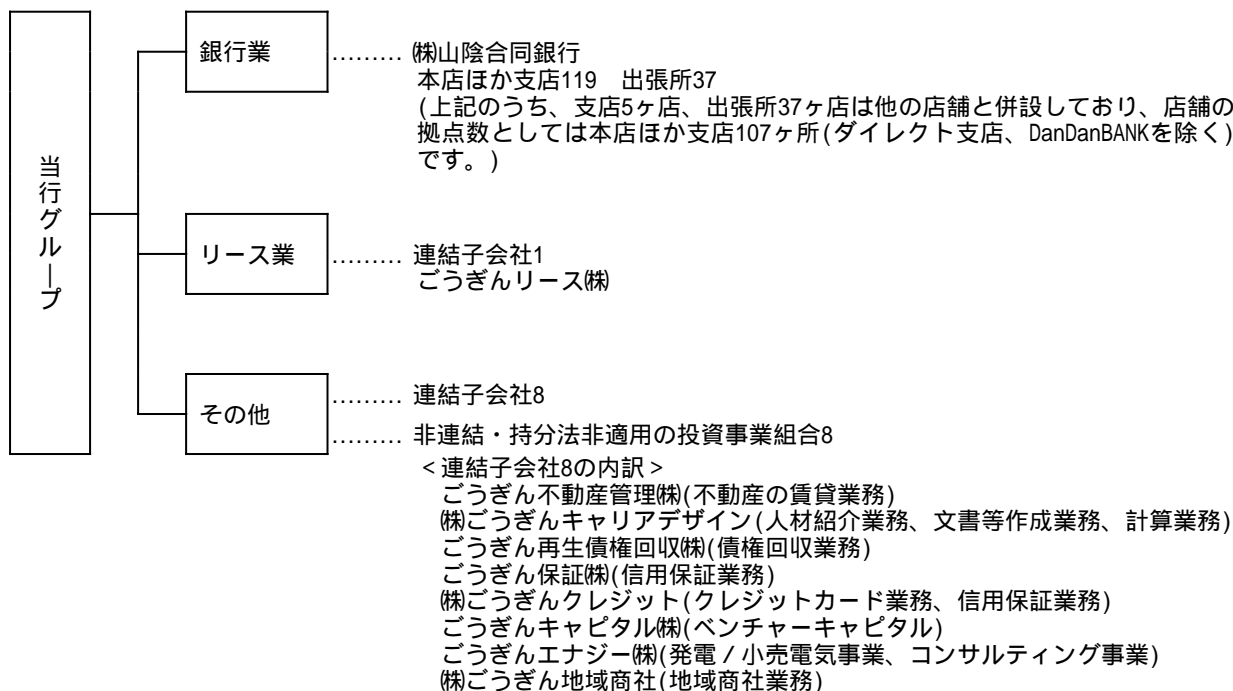 当行グループ
銀行業
……… ㈱山陰合同銀行
本店ほか支店119　出張所37
(上記のうち、支店5ヶ店、出張所37ヶ店は他の店舗と併設しており、店舗の
拠点数としては本店ほか支店107ヶ所(ダイレクト支店、DanDanBANKを除く)
です。)
リース業
……… 連結子会社1
ごうぎんリース㈱
その他
……… 連結子会社8
……… 非連結・持分法非適用の投資事業組合8
<連結子会社8の内訳>
ごうぎん不動産管理㈱(不動産の賃貸業務)
㈱ごうぎんキャリアデザイン(人材紹介業務、文書等作成業務、計算業務)
ごうぎん再生債権回収㈱(債権回収業務)
ごうぎん保証㈱(信用保証業務)
㈱ごうぎんクレジット(クレジットカード業務、信用保証業務)
ごうぎんキャピタル㈱(ベンチャーキャピタル)
ごうぎんエナジー㈱(発電/小売電気事業、コンサルティング事業)
㈱ごうぎん地域商社(地域商社業務)